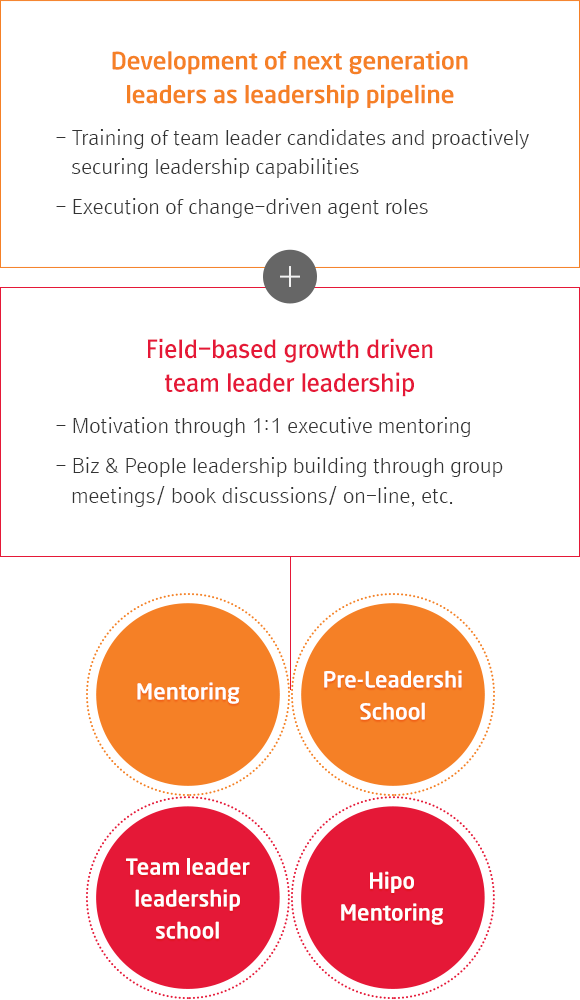 Development of next generation
leaders as leadership pipeline
- Training of team leader candidates and proactively
securing leadership capabilities
- Execution of change-driven agent roles
+
Field-based growth driven
team leader leadership
- Motivation through 1:1 executive mentoring
- Biz & People leadership building through group
meetings/ book discussions/ on-line, etc.
Mentoring
Pre-Leadershi
School
Team leader
leadership
school
Hipo
Mentoring